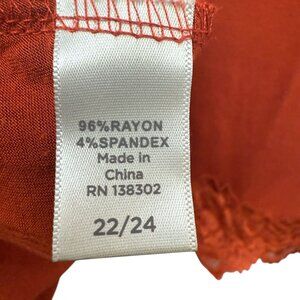 96%RAYON
4%SPANDEX
Made in
China
RN 138302
22/24